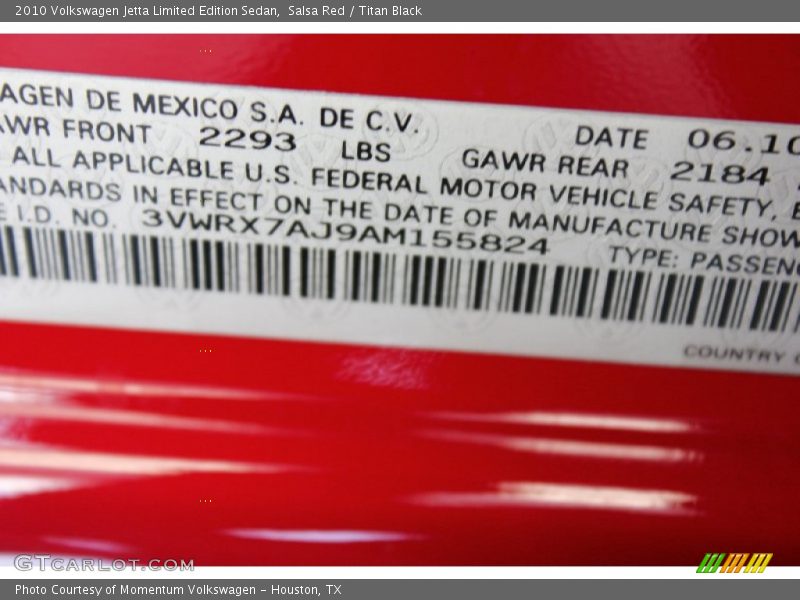 2010 Volkswagen Jetta Limited Edition Sedan,  Salsa Red / Titan Black
AGEN DE MEXICO S.A. DE C.V.
AWR FRONT 2293 LBS GAWR REAR 2184
DATE 06.10
ALL APPLICABLE U.S. FEDERAL MOTOR VEHICLE SAFETY,
ANDARDS IN EFFECT ON THE DATE OF MANUFACTURE SHOW
E I.D. NO. 3VWRX7AJ9AM155824 TYPE: PASSEN
COUNTRY
GTCARLOT.COM
Photo Courtesy of Momentum Volkswagen - Houston, TX